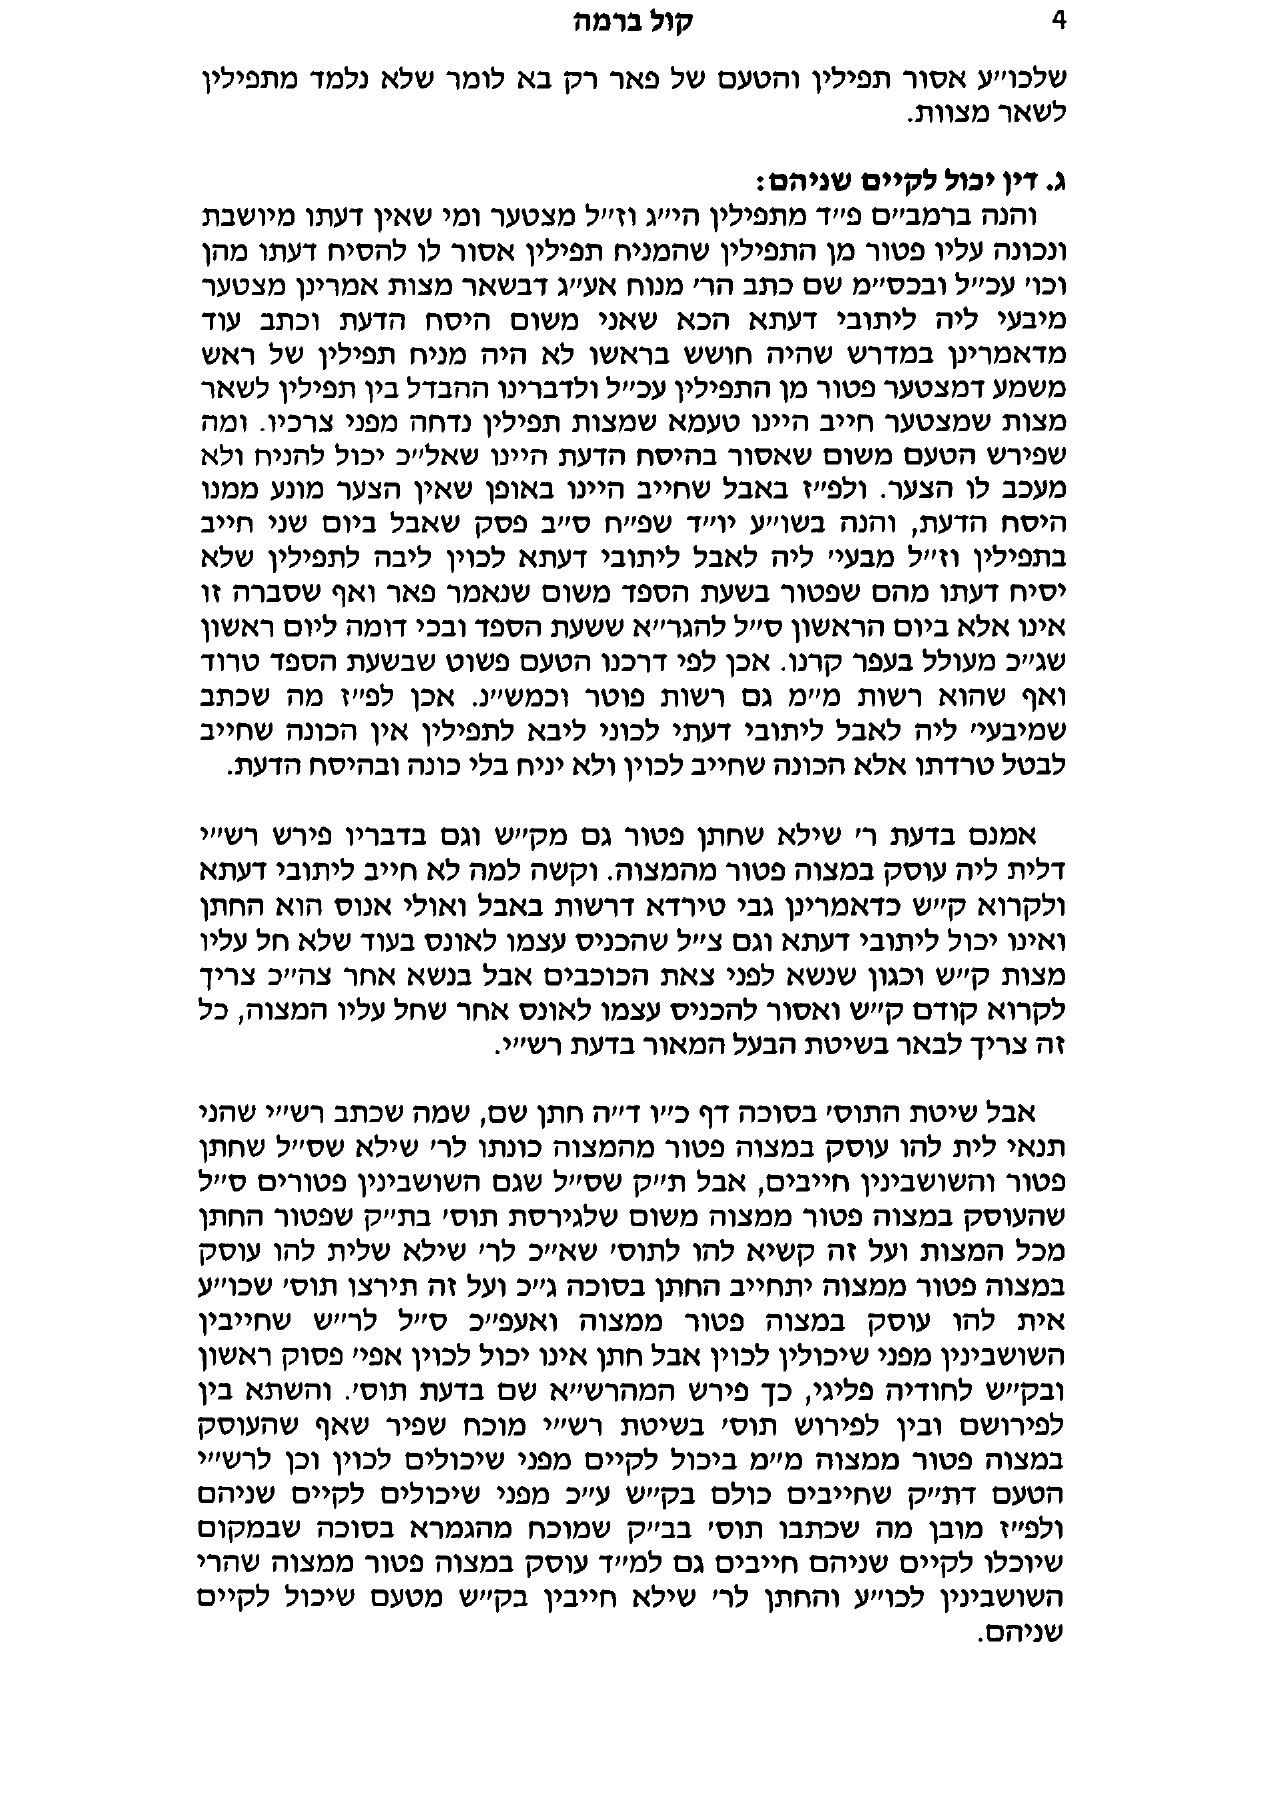 4
קול ברמה
שלכו״ע אסור תפילין והטעם של פאר רק בא לומר שלא נלמד מתפילין
לשאר מצוות.
ג. דין יכול לקיים שניהם:
והנה ברמב״ם פ״ד מתפילין הי״ג וז״ל מצטער ומי שאין דעתו מיושבת
ונכונה עליו פטור מן התפילין שהמניח תפילין אסור לו להסיח דעתו מהן
וכו׳ עכ״ל ובכס״מ שם כתב הר׳ מנוח אע״ג דבשאר מצות אמרינן מצטער
מיבעי ליה ליתובי דעתא הכא שאני משום היסח הדעת וכתב עוד
מדאמרינן במדרש שהיה חושש בראשו לא היה מניח תפילין של ראש
משמע דמצטער פטור מן התפילין עכ״ל ולדברינו ההבדל בין תפילין לשאר
מצות שמצטער חייב היינו טעמא שמצות תפילין נדחה מפני צרכיו. ומה
שפירש הטעם משום שאסור בהיסח הדעת היינו שאל״כ יכול להניח ולא
מעכב לו הצער. ולפ״ז באבל שחייב היינו באופן שאין הצער מונע ממנו
היסח הדעת, והנה בשו״ע יו״ד שפ״ח ס״ב פסק שאבל ביום שני חייב
בתפילין וז״ל מבעי׳ ליה לאבל ליתובי דעתא לכוין ליבה לתפילין שלא
יסיח דעתו מהם שפטור בשעת הספד משום שנאמר פאר ואף שסברה זו
אינו אלא ביום הראשון ס״ל להגר״א ששעת הספד ובכי דומה ליום ראשון
שג״כ מעולל בעפר קרנו. אכן לפי דרכנו הטעם פשוט שבשעת הספד טרוד
ואף שהוא רשות מ״מ גם רשות פוטר וכמש״נ. אכן לפ״ז מה שכתב
שמיבעי׳ ליה לאבל ליתובי דעתי לכוני ליבא לתפילין אין הכונה שחייב
לבטל טרדתו אלא הכונה שחייב לכוין ולא יניח בלי כונה ובהיסח הדעת.
אמנם בדעת ר׳ שילא שחתן פטור גם מק״ש וגם בדבריו פירש רש״י
דלית ליה עוסק במצוה פטור מהמצוה. וקשה למה לא חייב ליתובי דעתא
ולקרוא ק״ש כדאמרינן גבי טירדא דרשות באבל ואולי אנוס הוא החתן
ואינו יכול ליתובי דעתא וגם צ״ל שהכניס עצמו לאונס בעוד שלא חל עליו
מצות ק״ש וכגון שנשא לפני צאת הכוכבים אבל בנשא אחר צה״כ צריך
לקרוא קודם ק״ש ואסור להכניס עצמו לאונס אחר שחל עליו המצוה, כל
זה צריך לבאר בשיטת הבעל המאור בדעת רש״י.
אבל שיטת התוס׳ בסוכה דף כ״ו ד״ה חתן שם, שמה שכתב רש״י שהני
תנאי לית להו עוסק במצוה פטור מהמצוה כונתו לר׳ שילא שס״ל שחתן
פטור והשושבינין חייבים, אבל ת״ק שס״ל שגם השושבינין פטורים ס״ל
שהעוסק במצוה פטור ממצוה משום שלגירסת תוס׳ בת״ק שפטור החתן
מכל המצות ועל זה קשיא להו לתוס׳ שא״כ לר׳ שילא שלית להו עוסק
במצוה פטור ממצוה יתחייב החתן בסוכה ג״כ ועל זה תירצו תוס׳ שכו״ע
אית להו עוסק במצוה פטור ממצוה ואעפ״כ ס״ל לר״ש שחייבין
השושבינין מפני שיכולין לכוין אבל חתן אינו יכול לכוין אפי׳ פסוק ראשון
ובק״ש לחודיה פליגי, כך פירש המהרש״א שם בדעת תוס׳. והשתא בין
לפירושם ובין לפירוש תוס׳ בשיטת רש״י מוכח שפיר שאף שהעוסק
במצוה פטור ממצוה מ״מ ביכול לקיים מפני שיכולים לכוין וכן לרש״י
הטעם דת״ק שחייבים כולם בק״ש ע״כ מפני שיכולים לקיים שניהם
ולפ״ז מובן מה שכתבו תוס׳ בב״ק שמוכח מהגמרא בסוכה שבמקום
שיוכלו לקיים שניהם חייבים גם למ״ד עוסק במצוה פטור ממצוה שהרי
השושבינין לכו״ע והחתן לר׳ שילא חייבין בק״ש מטעם שיכול לקיים
שניהם.